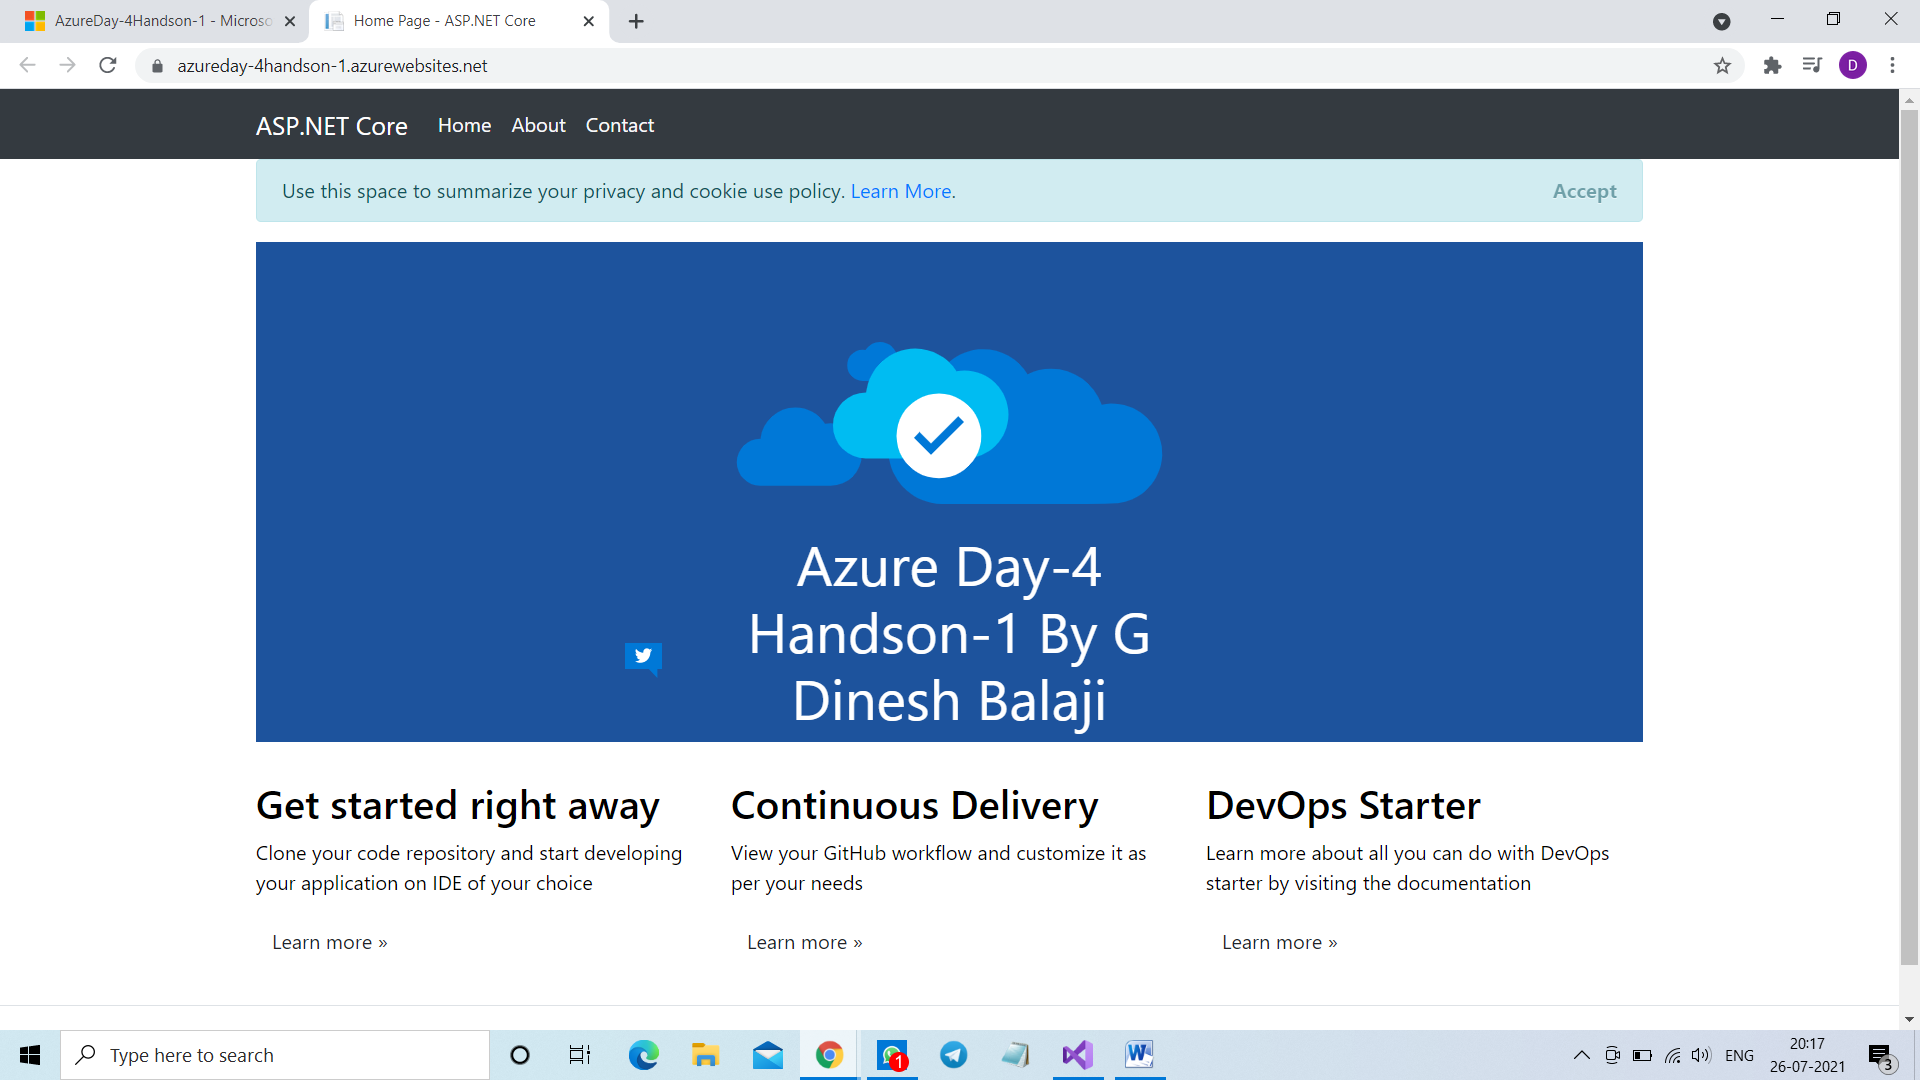 AzureDay-4Handson-1 - Microso
Home Page - ASP.NET Core
azureday-4handson-1.azurewebsites.net
D
ASP.NET Core Home About Contact
Use this space to summarize your privacy and cookie use policy. Learn More. Accept
Azure Day-4
Handson-1 By G
Dinesh Balaji
Get started right away
Clone your code repository and start developing
your application on IDE of your choice
Learn more »
Continuous Delivery
View your GitHub workflow and customize it as
per your needs
Learn more »
DevOps Starter
Learn more about all you can do with DevOps
starter by visiting the documentation
Learn more »
Type here to search
1
W
ENG
20:17
26-07-2021
3